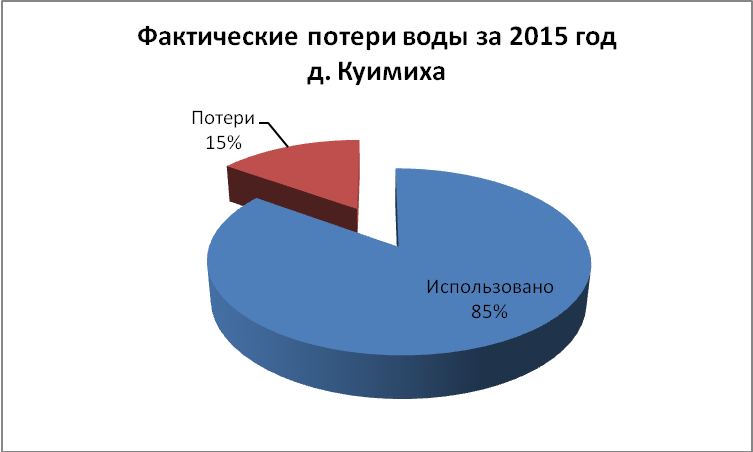 Фактические потери воды за 2015 год
д. Куимиха
Потери
15%
Использовано
85%